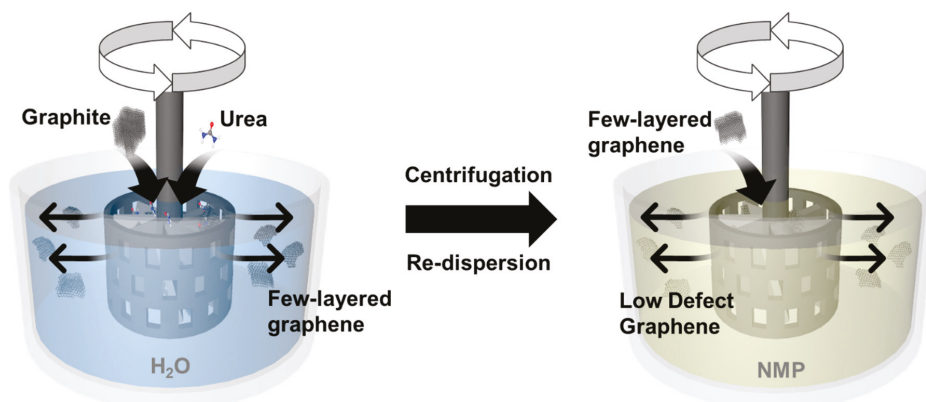 Graphite
Urea
Few-layered
graphene
H₂O
Centrifugation
Re-dispersion
Few-layered
graphene
Low Defect
Graphene
NMP